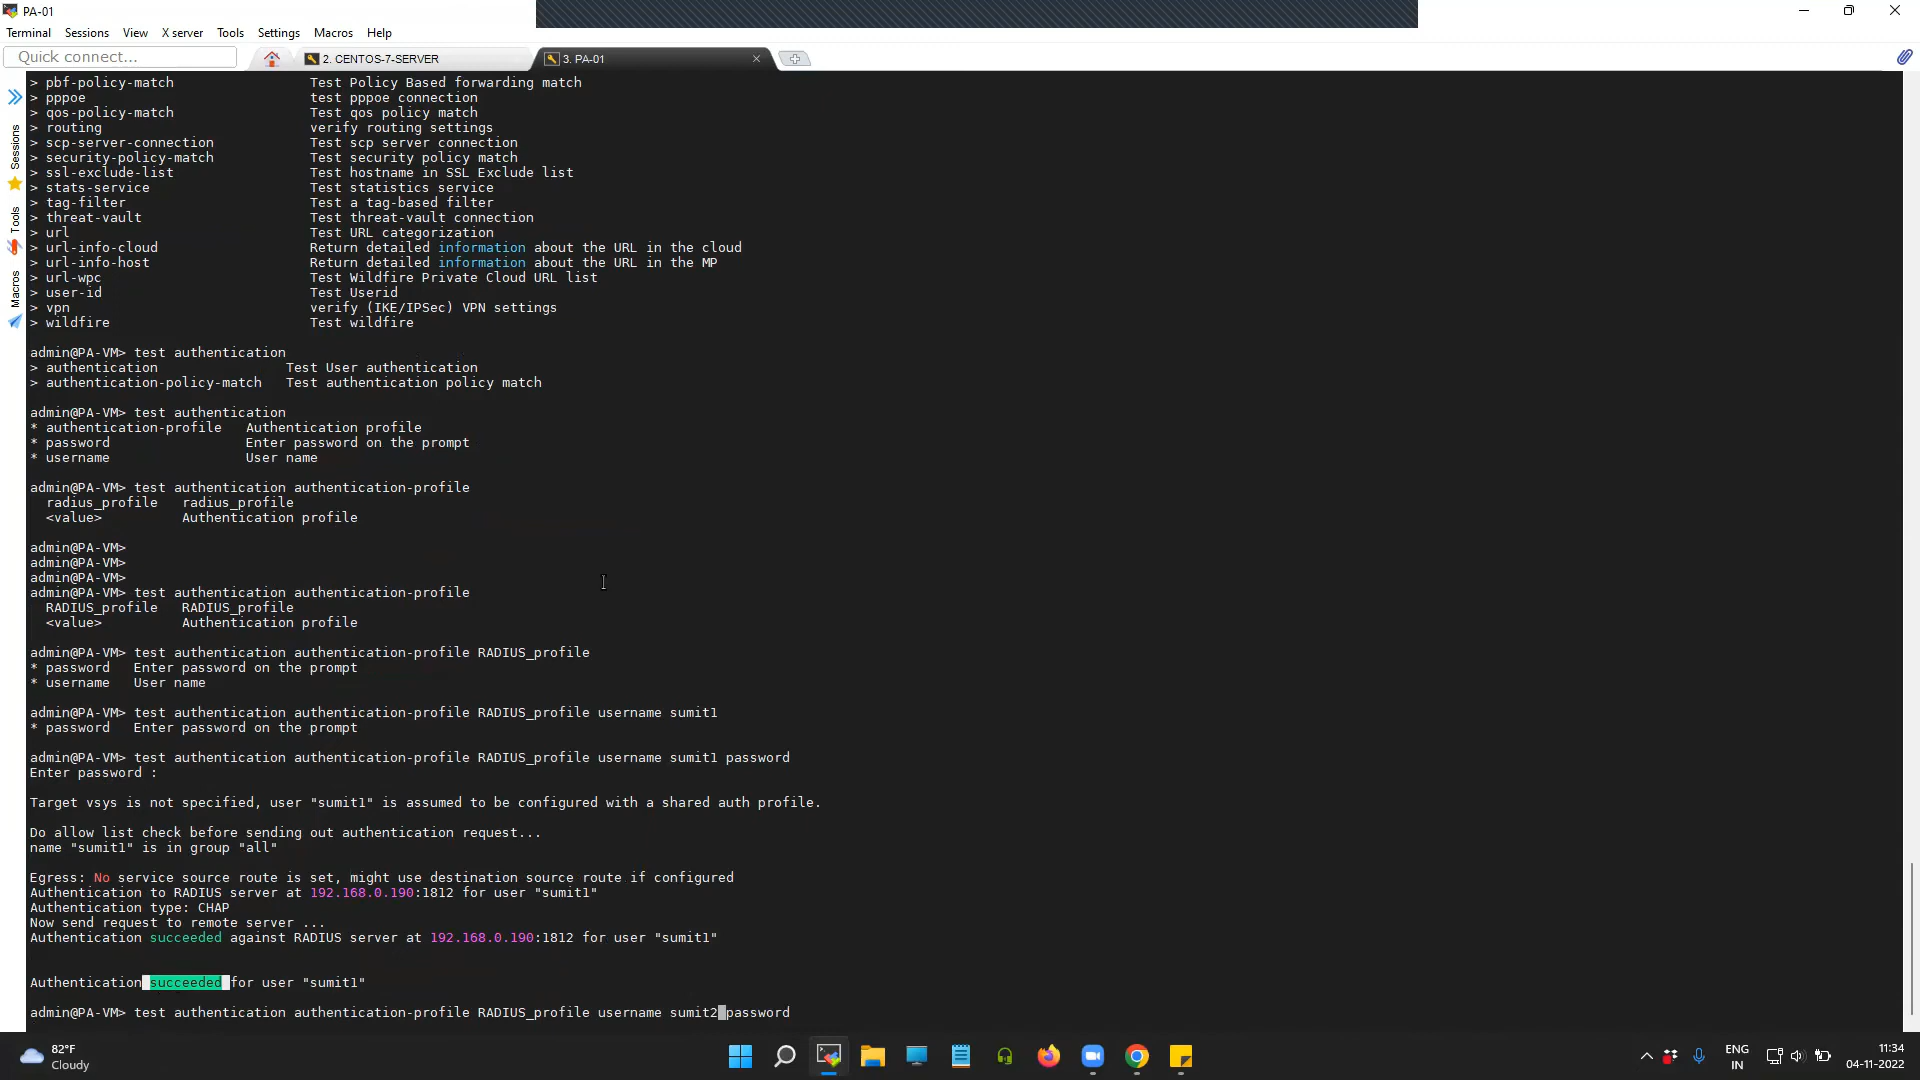 PA-01
Terminal Sessions View X server Tools Settings Macros Help
Quick connect...
2. CENTOS-7-SERVER
3. PA-01
Sessions
Tools
Macros
> pbf-policy-match Test Policy Based forwarding match
> pppoe test pppoe connection
> qos-policy-match Test qos policy match
> routing verify routing settings
> scp-server-connection Test scp server connection
> security-policy-match Test security policy match
> ssl-exclude-list Test hostname in SSL Exclude list
> stats-service Test statistics service
> tag-filter Test a tag-based filter
> threat-vault Test threat-vault connection
> url Test URL categorization
> url-info-cloud Return detailed information about the URL in the cloud
> url-info-host Return detailed information about the URL in the MP
> url-wpc Test Wildfire Private Cloud URL list
> user-id Test Userid
> vpn verify (IKE/IPSec) VPN settings
> wildfire Test wildfire
admin@PA-VM> test authentication
> authentication Test User authentication
> authentication-policy-match Test authentication policy match
admin@PA-VM> test authentication
* authentication-profile Authentication profile
* password Enter password on the prompt
* username User name
admin@PA-VM> test authentication authentication-profile
radius_profile radius_profile
<value> Authentication profile
admin@PA-VM>
admin@PA-VM>
admin@PA-VM>
admin@PA-VM> test authentication authentication-profile
RADIUS_profile RADIUS_profile
<value> Authentication profile
admin@PA-VM> test authentication authentication-profile RADIUS_profile
* password Enter password on the prompt
* username User name
admin@PA-VM> test authentication authentication-profile RADIUS_profile username sumit1
* password Enter password on the prompt
admin@PA-VM> test authentication authentication-profile RADIUS_profile username sumit1 password
Enter password :
Target vsys is not specified, user "sumit1" is assumed to be configured with a shared auth profile.
Do allow list check before sending out authentication request...
name "sumit1" is in group "all"
Egress: No service source route is set, might use destination source route if configured
Authentication to RADIUS server at 192.168.0.190:1812 for user "sumit1"
Authentication type: CHAP
Now send request to remote server ...
Authentication succeeded against RADIUS server at 192.168.0.190:1812 for user "sumit1"
Authentication succeeded for user "sumit1"
admin@PA-VM> test authentication authentication-profile RADIUS_profile username sumit2 password
82°F
Cloudy
ENG
IN
11:34
04-11-2022